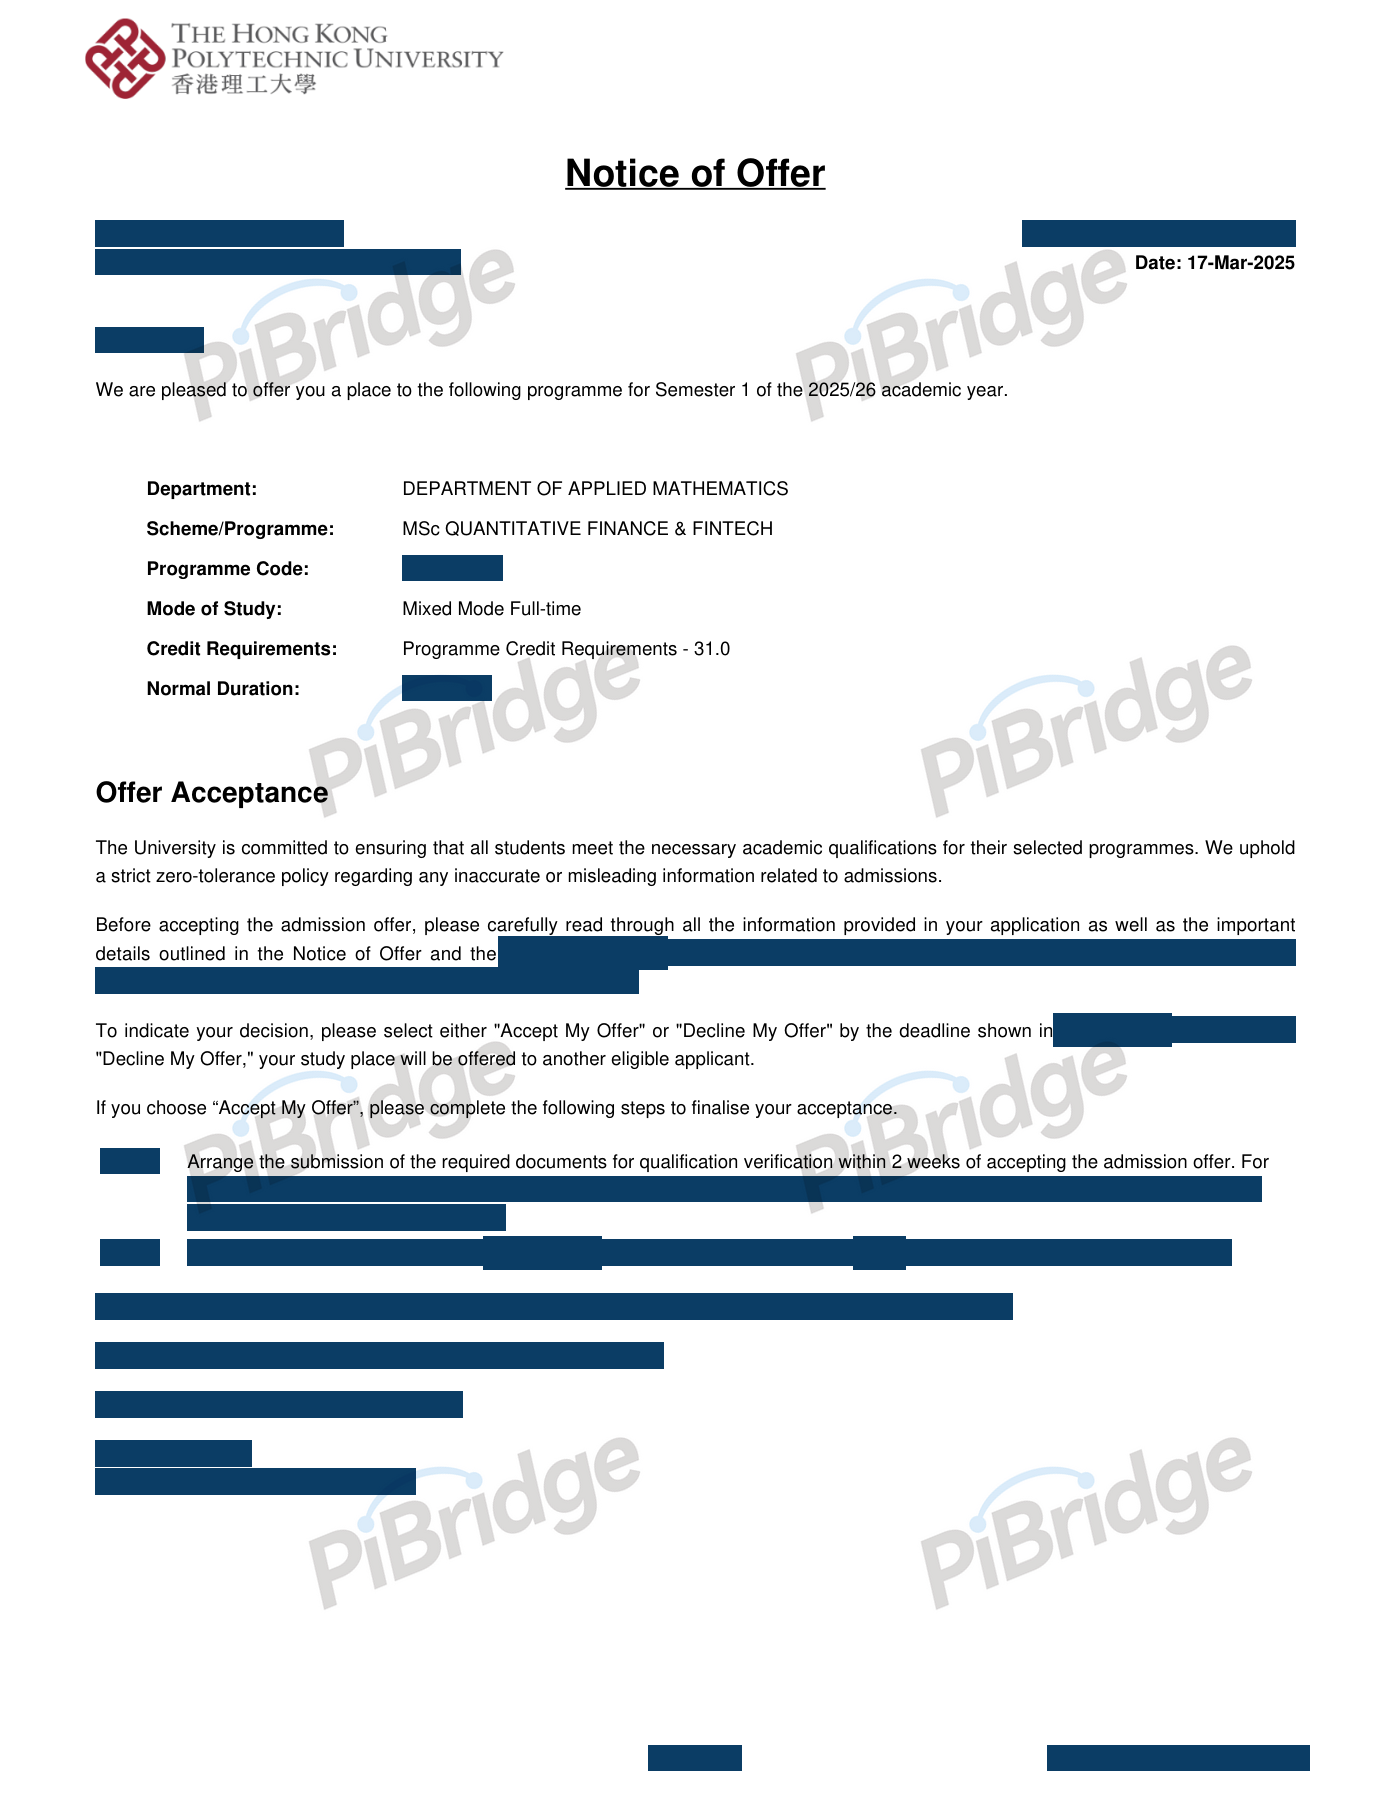 THE HONG KONG
POLYTECHNIC UNIVERSITY
香港理工大學
Notice of Offer
Date: 17-Mar-2025
PiBridge
PiBridge
We are pleased to offer you a place to the following programme for Semester 1 of the 2025/26 academic year.
Department: DEPARTMENT OF APPLIED MATHEMATICS
Scheme/Programme: MSc QUANTITATIVE FINANCE & FINTECH
Programme Code:
Mode of Study: Mixed Mode Full-time
Credit Requirements: Programme Credit Requirements - 31.0
Normal Duration:
PiBridge
PiBridge
Offer Acceptance
The University is committed to ensuring that all students meet the necessary academic qualifications for their selected programmes. We uphold
a strict zero-tolerance policy regarding any inaccurate or misleading information related to admissions.
Before accepting the admission offer, please carefully read through all the information provided in your application as well as the important
details outlined in the Notice of Offer and the
To indicate your decision, please select either "Accept My Offer" or "Decline My Offer" by the deadline shown in
"Decline My Offer," your study place will be offered to another eligible applicant.
PiBridge
PiBridge
If you choose “Accept My Offer”, please complete the following steps to finalise your acceptance.
Arrange the submission of the required documents for qualification verification within 2 weeks of accepting the admission offer. For
PiBridge
PiBridge